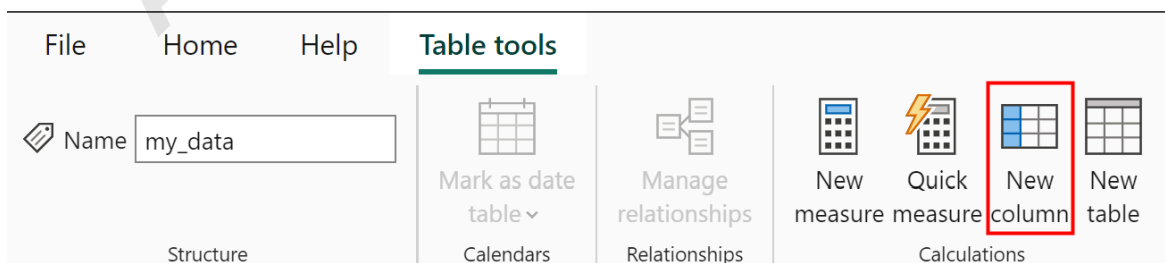 File Home Help Table tools
Name my_data
Mark as date table
Manage relationships
New measure
Quick measure
New column
New table
Structure Calendars Relationships Calculations